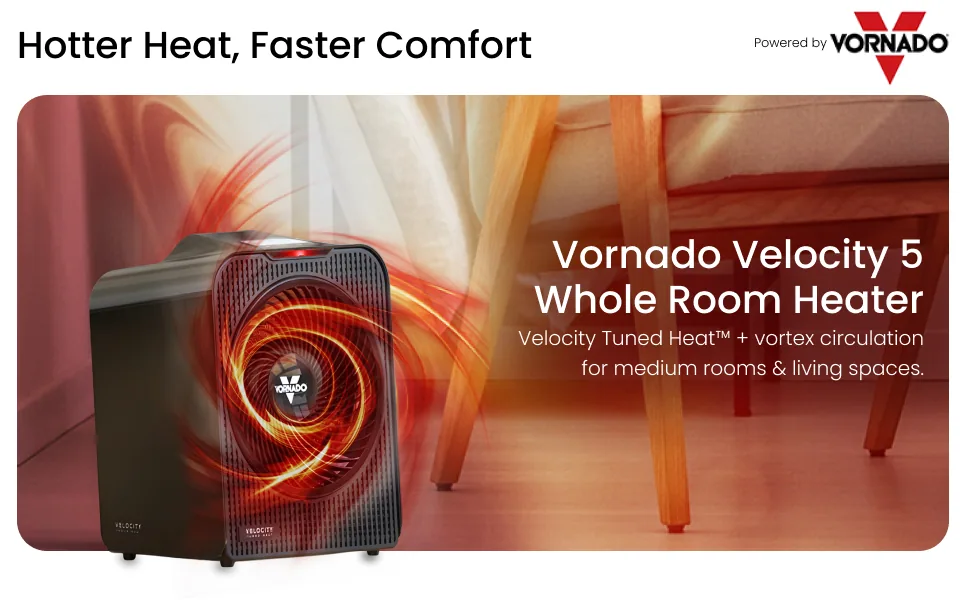 Hotter Heat, Faster Comfort
Powered by VORNADO
Vornado Velocity 5
Whole Room Heater
Velocity Tuned Heat™ + vortex circulation
for medium rooms & living spaces.
VORNADO
VELOCITY
VELOCITY
TUNED HEAT